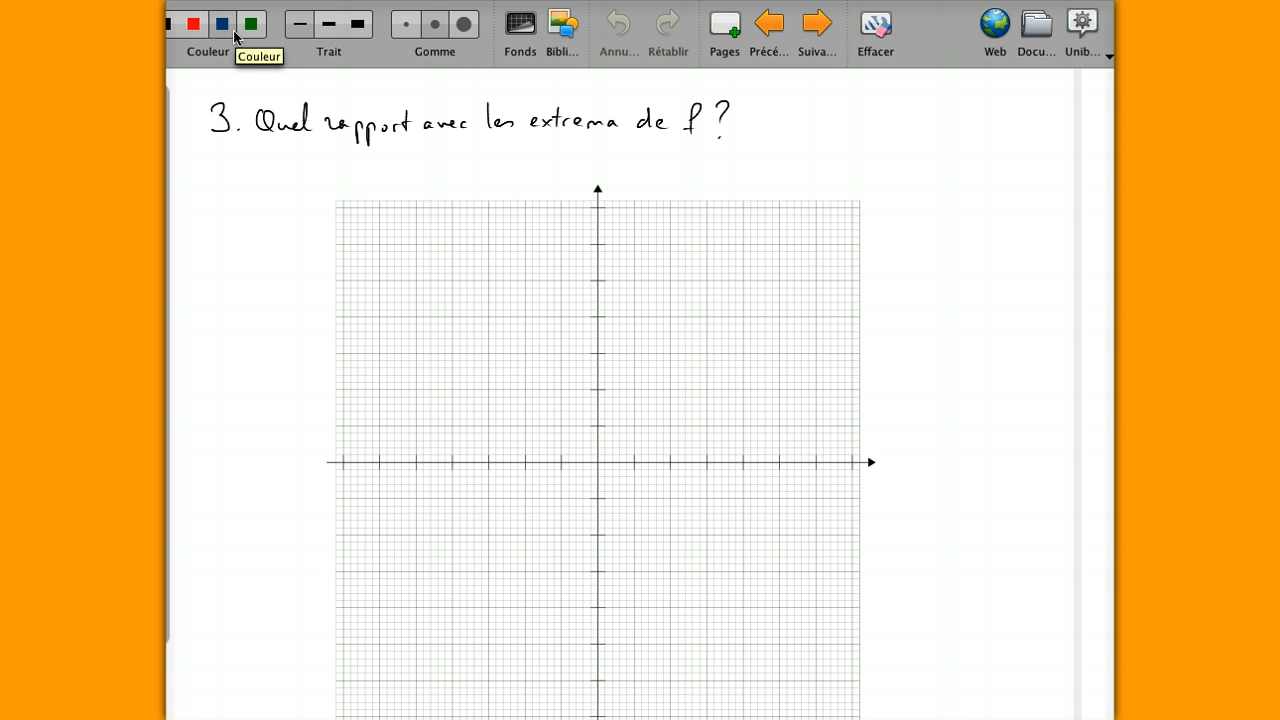 Couleur Trait Gomme Fonds Bibli... Annu... Rétablir Pages Précé... Suiva... Effacer Web Docu... Unib...
Couleur
3. Quel rapport avec les extrema de f ?